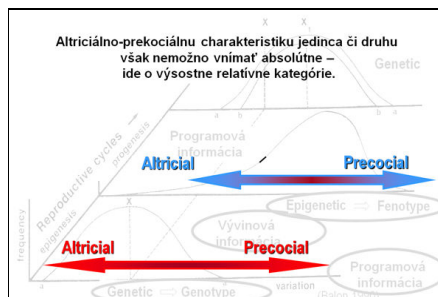 Altriciálno-prekociálnu charakteristiku jedinca či druhu
však nemožno vnímať absolútne –
ide o výsostne relatívne kategórie.
X
X
Genetic
a
b
b
a
Reproductive cycles
progenesis
epigenesis
Programová
informácia
Altricial
Precocial
Epigenetic ⇨ Fenotype
X
Vývinová
informácia
frequency
Altricial
Precocial
variation
Programová
informácia
Genetic ⇨ Genotype